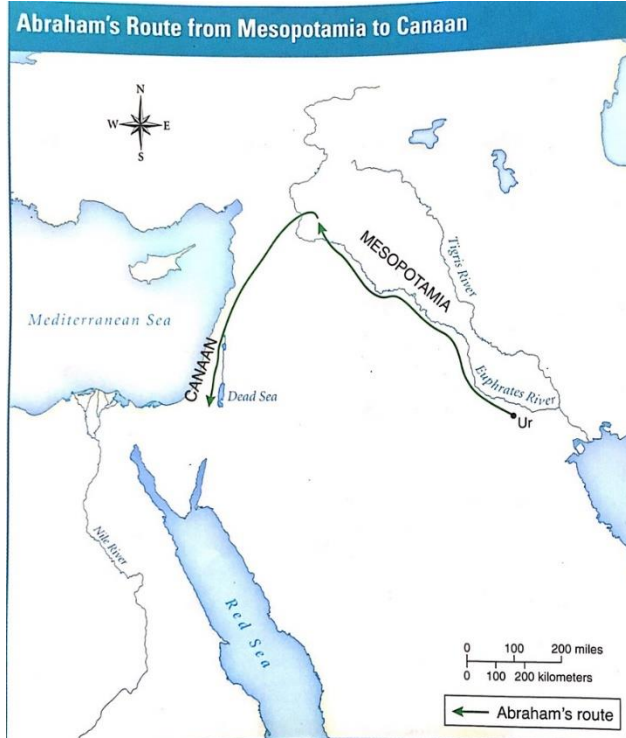 Abraham's Route from Mesopotamia to Canaan
N
W E
S
MESOPOTAMIA
Tigris River
Mediterranean Sea
CANAAN
Dead Sea
Euphrates River
Ur
Nile River
Red Sea
0 100 200 miles
0 100 200 kilometers
Abraham's route